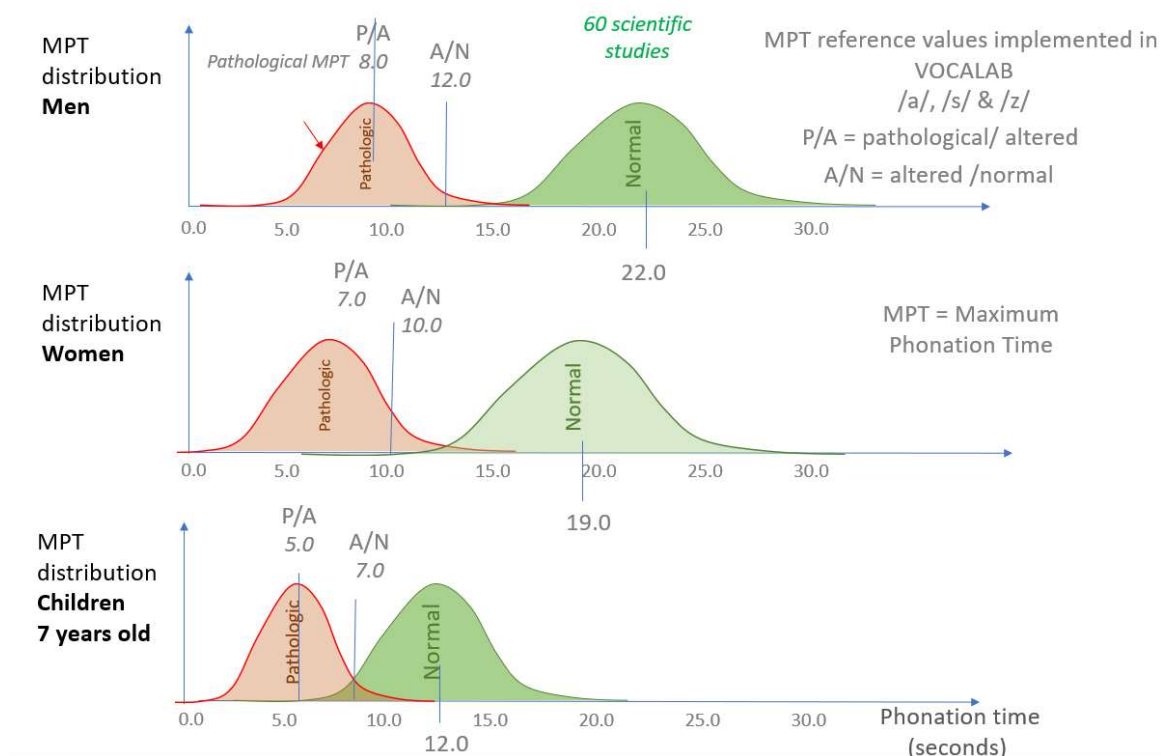 MPT
distribution
Men
Pathological MPT
P/A
8.0
A/N
12.0
60 scientific
studies
MPT reference values implemented in
VOCALAB
/a/, /s/ & /z/
P/A = pathological/ altered
A/N = altered /normal
Pathologic
Normal
0.0 5.0 10.0 15.0 20.0 25.0 30.0
22.0
MPT
distribution
Women
P/A
7.0
A/N
10.0
MPT = Maximum
Phonation Time
Pathologic
Normal
0.0 5.0 10.0 15.0 20.0 25.0 30.0
19.0
MPT
distribution
Children
7 years old
P/A
5.0
A/N
7.0
Pathologic
Normal
0.0 5.0 10.0 15.0 20.0 30.0
12.0
Phonation time
(seconds)